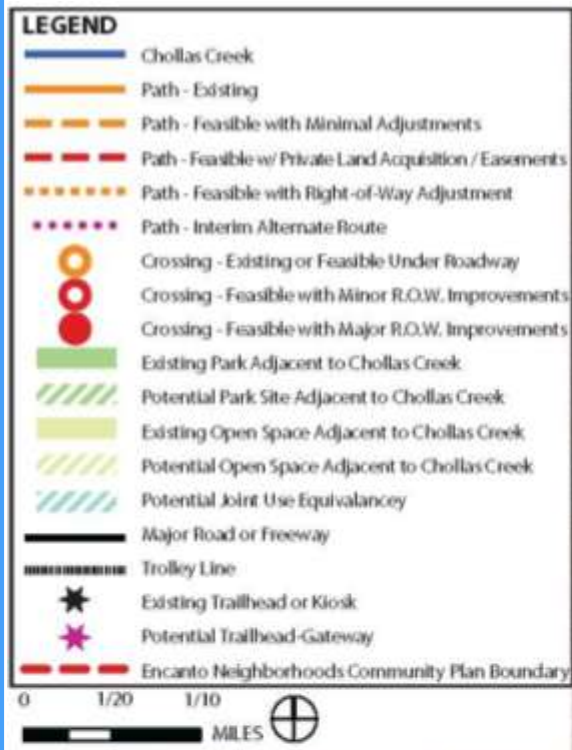 LEGEND
Chollas Creek
Path - Existing
Path - Feasible with Minimal Adjustments
Path - Feasible w/ Private Land Acquisition / Easements
Path - Feasible with Right-of-Way Adjustment
Path - Interim Alternate Route
Crossing - Existing or Feasible Under Roadway
Crossing - Feasible with Minor R.O.W. Improvements
Crossing - Feasible with Major R.O.W. Improvements
Existing Park Adjacent to Chollas Creek
Potential Park Site Adjacent to Chollas Creek
Existing Open Space Adjacent to Chollas Creek
Potential Open Space Adjacent to Chollas Creek
Potential Joint Use Equivalancey
Major Road or Freeway
Trolley Line
Existing Trailhead or Kiosk
Potential Trailhead-Gateway
Encanto Neighborhoods Community Plan Boundary
0 1/20 1/10
MILES